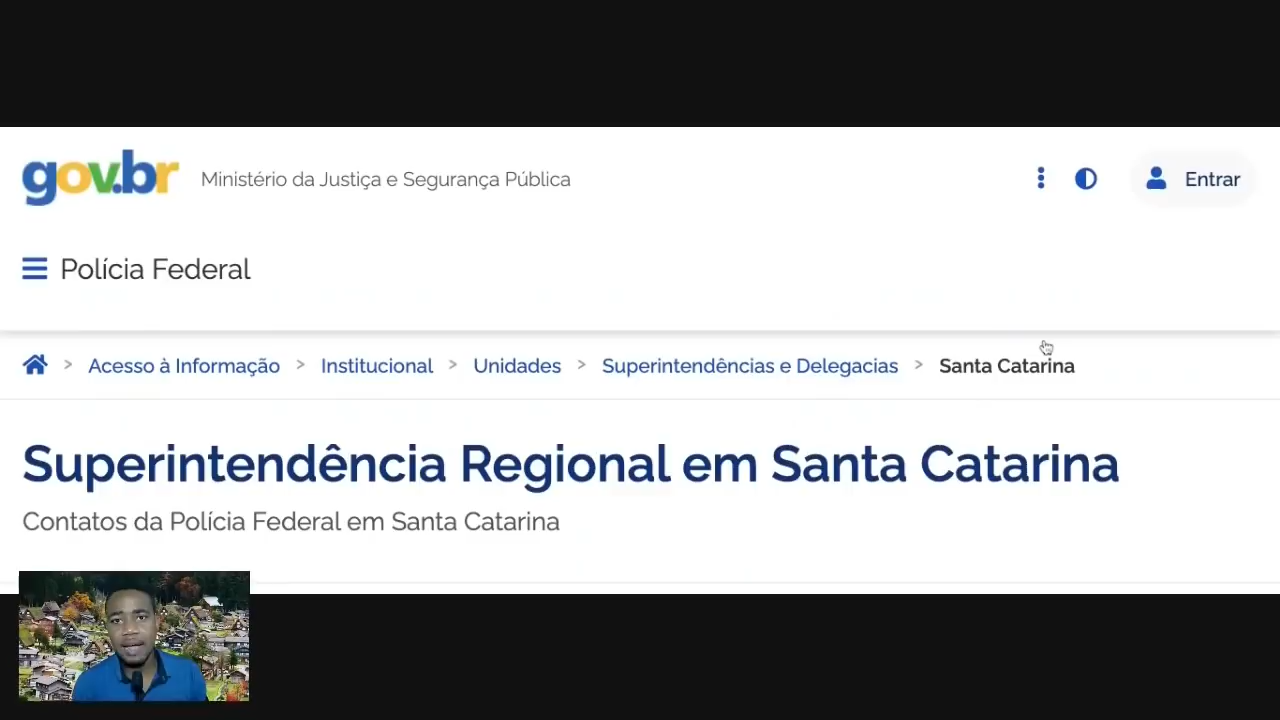 gov.br Ministério da Justiça e Segurança Pública Entrar
Polícia Federal
> Acesso à Informação > Institucional > Unidades > Superintendências e Delegacias > Santa Catarina
Superintendência Regional em Santa Catarina
Contatos da Polícia Federal em Santa Catarina